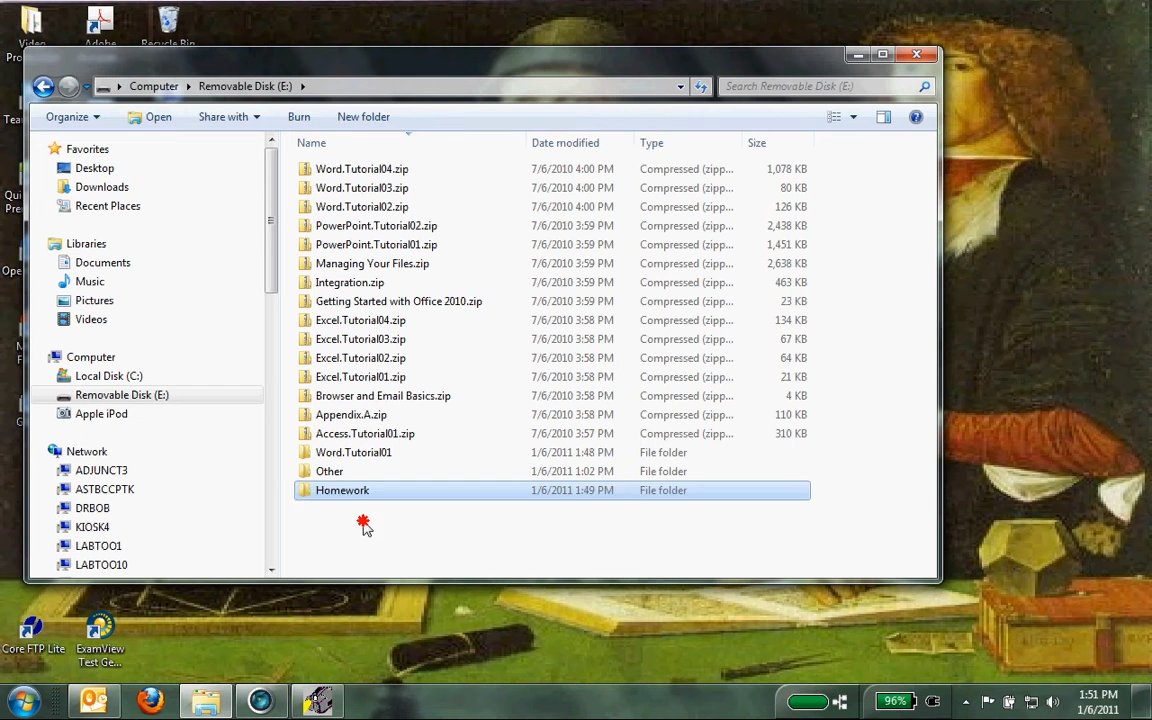 Video
Adobe
Recycle Bin
Computer
Removable Disk (E:)
Search Removable Disk (E:)
Organize
Open
Share with
Burn
New folder
Favorites
Desktop
Downloads
Recent Places
Libraries
Documents
Music
Pictures
Videos
Computer
Local Disk (C:)
Removable Disk (E:)
Apple iPod
Network
ADJUNCT3
ASTBCCPTK
DRBOB
KIOSK4
LABTOO1
LABTOO10
Name Date modified Type Size
Word.Tutorial04.zip 7/6/2010 4:00 PM Compressed (zipp... 1,078 KB
Word.Tutorial03.zip 7/6/2010 4:00 PM Compressed (zipp... 80 KB
Word.Tutorial02.zip 7/6/2010 4:00 PM Compressed (zipp... 126 KB
PowerPoint.Tutorial02.zip 7/6/2010 3:59 PM Compressed (zipp... 2,438 KB
PowerPoint.Tutorial01.zip 7/6/2010 3:59 PM Compressed (zipp... 1,451 KB
Managing Your Files.zip 7/6/2010 3:59 PM Compressed (zipp... 2,638 KB
Integration.zip 7/6/2010 3:59 PM Compressed (zipp... 463 KB
Getting Started with Office 2010.zip 7/6/2010 3:59 PM Compressed (zipp... 23 KB
Excel.Tutorial04.zip 7/6/2010 3:58 PM Compressed (zipp... 134 KB
Excel.Tutorial03.zip 7/6/2010 3:58 PM Compressed (zipp... 67 KB
Excel.Tutorial02.zip 7/6/2010 3:58 PM Compressed (zipp... 64 KB
Excel.Tutorial01.zip 7/6/2010 3:58 PM Compressed (zipp... 21 KB
Browser and Email Basics.zip 7/6/2010 3:58 PM Compressed (zipp... 4 KB
Appendix.A.zip 7/6/2010 3:58 PM Compressed (zipp... 110 KB
Access.Tutorial01.zip 7/6/2010 3:57 PM Compressed (zipp... 310 KB
Word.Tutorial01 1/6/2011 1:48 PM File folder
Other 1/6/2011 1:02 PM File folder
Homework 1/6/2011 1:49 PM File folder
Core FTP Lite
ExamView
Test Ge...
96%
1:51 PM
1/6/2011